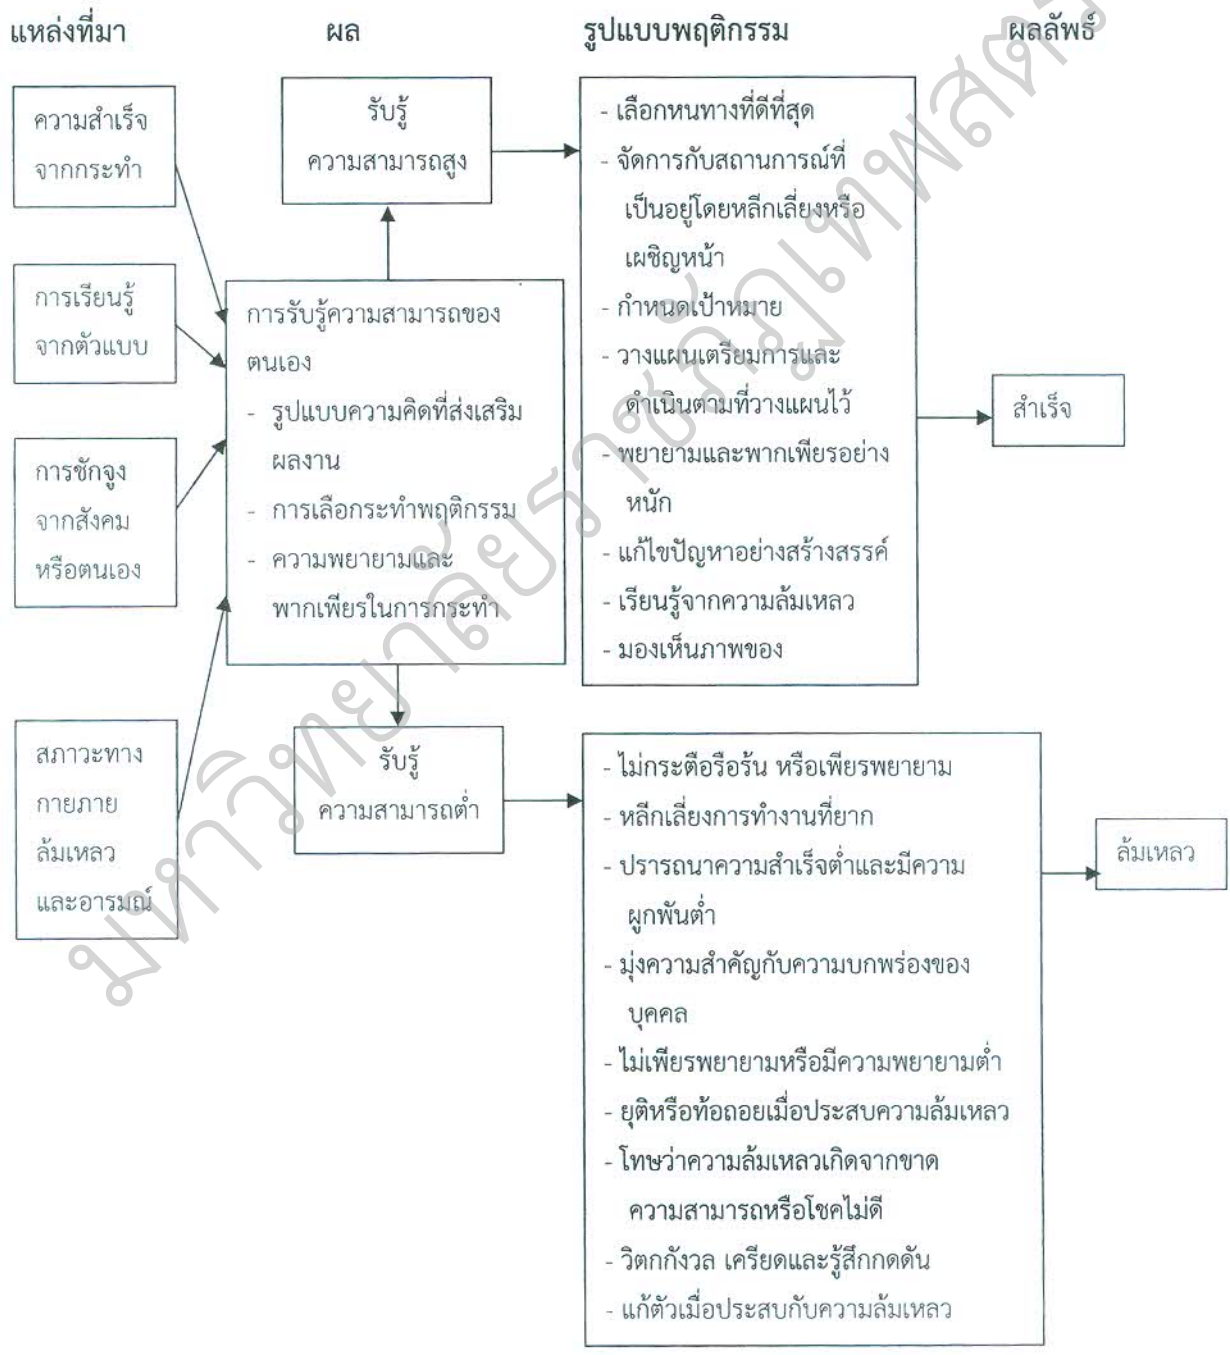 แหล่งที่มา
ผล
รูปแบบพฤติกรรม
ผลลัพธ์
ความสำเร็จ
จากกระทำ
การเรียนรู้
จากตัวแบบ
การชักจูง
จากสังคม
หรือตนเอง
สภาวะทาง
กายภาย
ล้มเหลว
และอารมณ์
รับรู้
ความสามารถสูง
การรับรู้ความสามารถของ
ตนเอง
- รูปแบบความคิดที่ส่งเสริม
ผลงาน
- การเลือกระทำพฤติกรรม
- ความพยายามและ
พากเพียรในการกระทำ
รับรู้
ความสามารถต่ำ
- เลือกหนทางที่ดีที่สุด
- จัดการกับสถานการณ์ที่
เป็นอยู่โดยหลีกเลี่ยงหรือ
เผชิญหน้า
- กำหนดเป้าหมาย
- วางแผนเตรียมการและ
ดำเนินตามที่วางแผนไว้
- พยายามและพากเพียรอย่าง
หนัก
- แก้ไขปัญหาอย่างสร้างสรรค์
- เรียนรู้จากความล้มเหลว
- มองเห็นภาพของ
สำเร็จ
- ไม่กระตือรือร้น หรือเพียรพยายาม
- หลีกเลี่ยงการทำงานที่ยาก
- ปรารถนาความสำเร็จต่ำและมีความ
ผูกพันต่ำ
- มุ่งความสำคัญกับความบกพร่องของ
บุคคล
- ไม่เพียรพยายามหรือมีความพยายามต่ำ
- ยุติหรือท้อถอยเมื่อประสบความล้มเหลว
- โทษว่าความล้มเหลวเกิดจากขาด
ความสามารถหรือโชคไม่ดี
- วิตกกังวล เครียดและรู้สึกกดดัน
- แก้ตัวเมื่อประสบกับความล้มเหลว
ล้มเหลว
มหาวิทยาลัยราชภัฏเทพสตรี